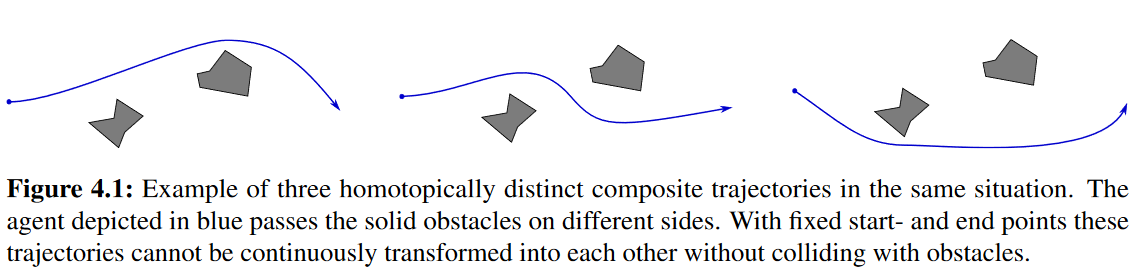 Figure 4.1: Example of three homotopically distinct composite trajectories in the same situation. The
agent depicted in blue passes the solid obstacles on different sides. With fixed start- and end points these
trajectories cannot be continuously transformed into each other without colliding with obstacles.